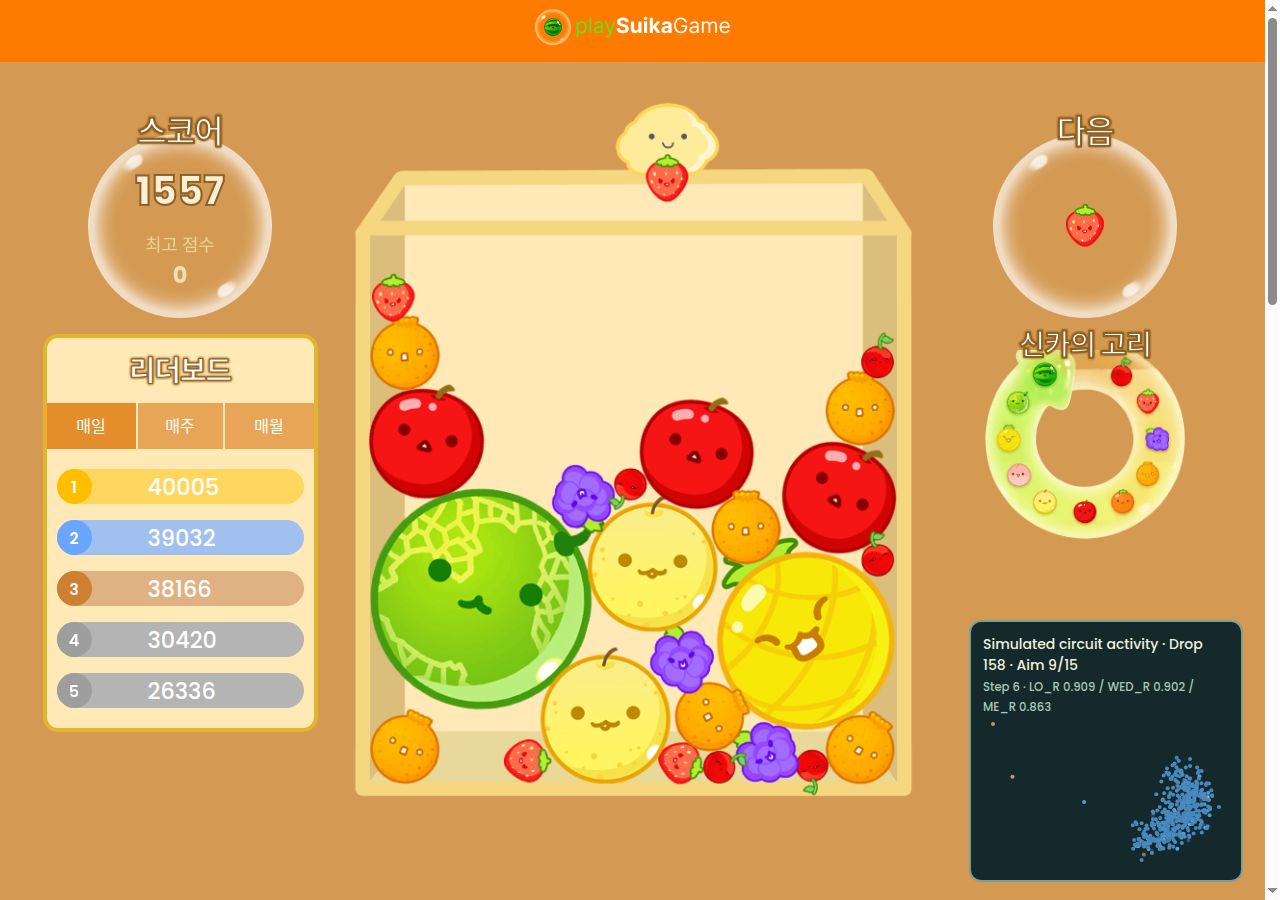 playSuikaGame
스코어
1557
최고 점수
0
리더보드
매일
매주
매월
1
40005
2
39032
3
38166
4
30420
5
26336
다음
신카의 고리
Simulated circuit activity · Drop
158 · Aim 9/15
Step 6 · LO_R 0.909 / WED_R 0.902 /
ME_R 0.863